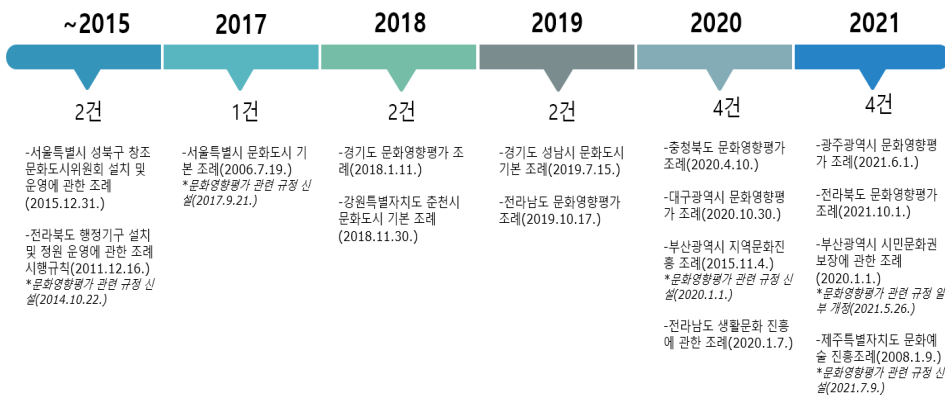 ~2015
2017
2018
2019
2020
2021
2건
1건
2건
2건
4건
4건
-서울특별시 성북구 창조
문화도시위원회 설치 및
운영에 관한 조례
(2015.12.31.)
-전라북도 행정기구 설치
및 정원 운영에 관한 조례
시행규칙(2011.12.16.)
*문화영향평가 관련 규정 신
설(2014.10.22.)
-서울특별시 문화도시 기
본 조례(2006.7.19.)
*문화영향평가 관련 규정 신
설(2017.9.21.)
-경기도 문화영향평가 조
례(2018.1.11.)
-강원특별자치도 춘천시
문화도시 기본 조례
(2018.11.30.)
-경기도 성남시 문화도시
기본 조례(2019.7.15.)
-전라남도 문화영향평가
조례(2019.10.17.)
-충청북도 문화영향평가
조례(2020.4.10.)
-대구광역시 문화영향평
가 조례(2020.10.30.)
-부산광역시 지역문화진
흥 조례(2015.11.4.)
*문화영향평가 관련 규정 신
설(2020.1.1.)
-전라남도 생활문화 진흥
에 관한 조례(2020.1.7.)
-광주광역시 문화영향평
가 조례(2021.6.1.)
-전라북도 문화영향평가
조례(2021.10.1.)
-부산광역시 시민문화권
보장에 관한 조례
(2020.1.1.)
*문화영향평가 관련 규정 일
부 개정(2021.5.26.)
-제주특별자치도 문화예
술 진흥조례(2008.1.9.)
*문화영향평가 관련 규정 신
설(2021.7.9.)